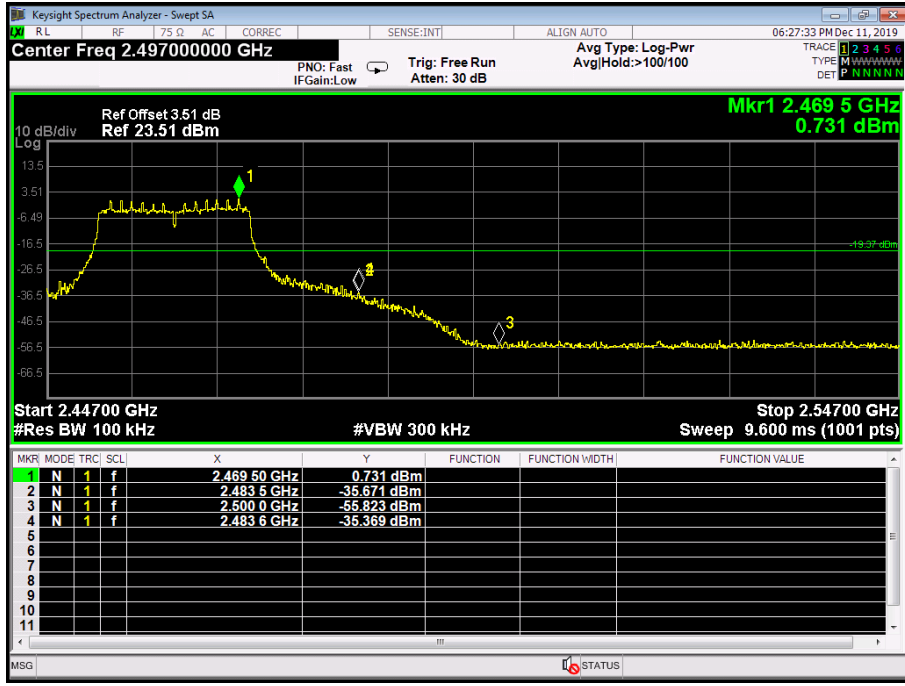 Keysight Spectrum Analyzer - Swept SA
LXI RL RF 75 Ω AC CORREC SENSE:INT ALIGN AUTO 06:27:33 PM Dec 11, 2019
Center Freq 2.497000000 GHz
PNO: Fast
IFGain:Low
Trig: Free Run
Atten: 30 dB
Avg Type: Log-Pwr
Avg|Hold:>100/100
TRACE 1 2 3 4 5 6
TYPE M WWWWW
DET P N N N N N
Mkr1 2.469 5 GHz
0.731 dBm
Ref Offset 3.51 dB
10 dB/div Ref 23.51 dBm
Log
13.5
3.51
-6.49
-16.5
-26.5
-36.5
-46.5
-56.5
-66.5
1
3
-19.37 dBm
Start 2.44700 GHz Stop 2.54700 GHz
#Res BW 100 kHz #VBW 300 kHz Sweep 9.600 ms (1001 pts)
MKR MODE TRC SCL X Y FUNCTION FUNCTION WIDTH FUNCTION VALUE
1 N 1 f 2.469 50 GHz 0.731 dBm
2 N 1 f 2.483 5 GHz -35.671 dBm
3 N 1 f 2.500 0 GHz -55.823 dBm
4 N 1 f 2.483 6 GHz -35.369 dBm
5
6
7
8
9
10
11
MSG STATUS